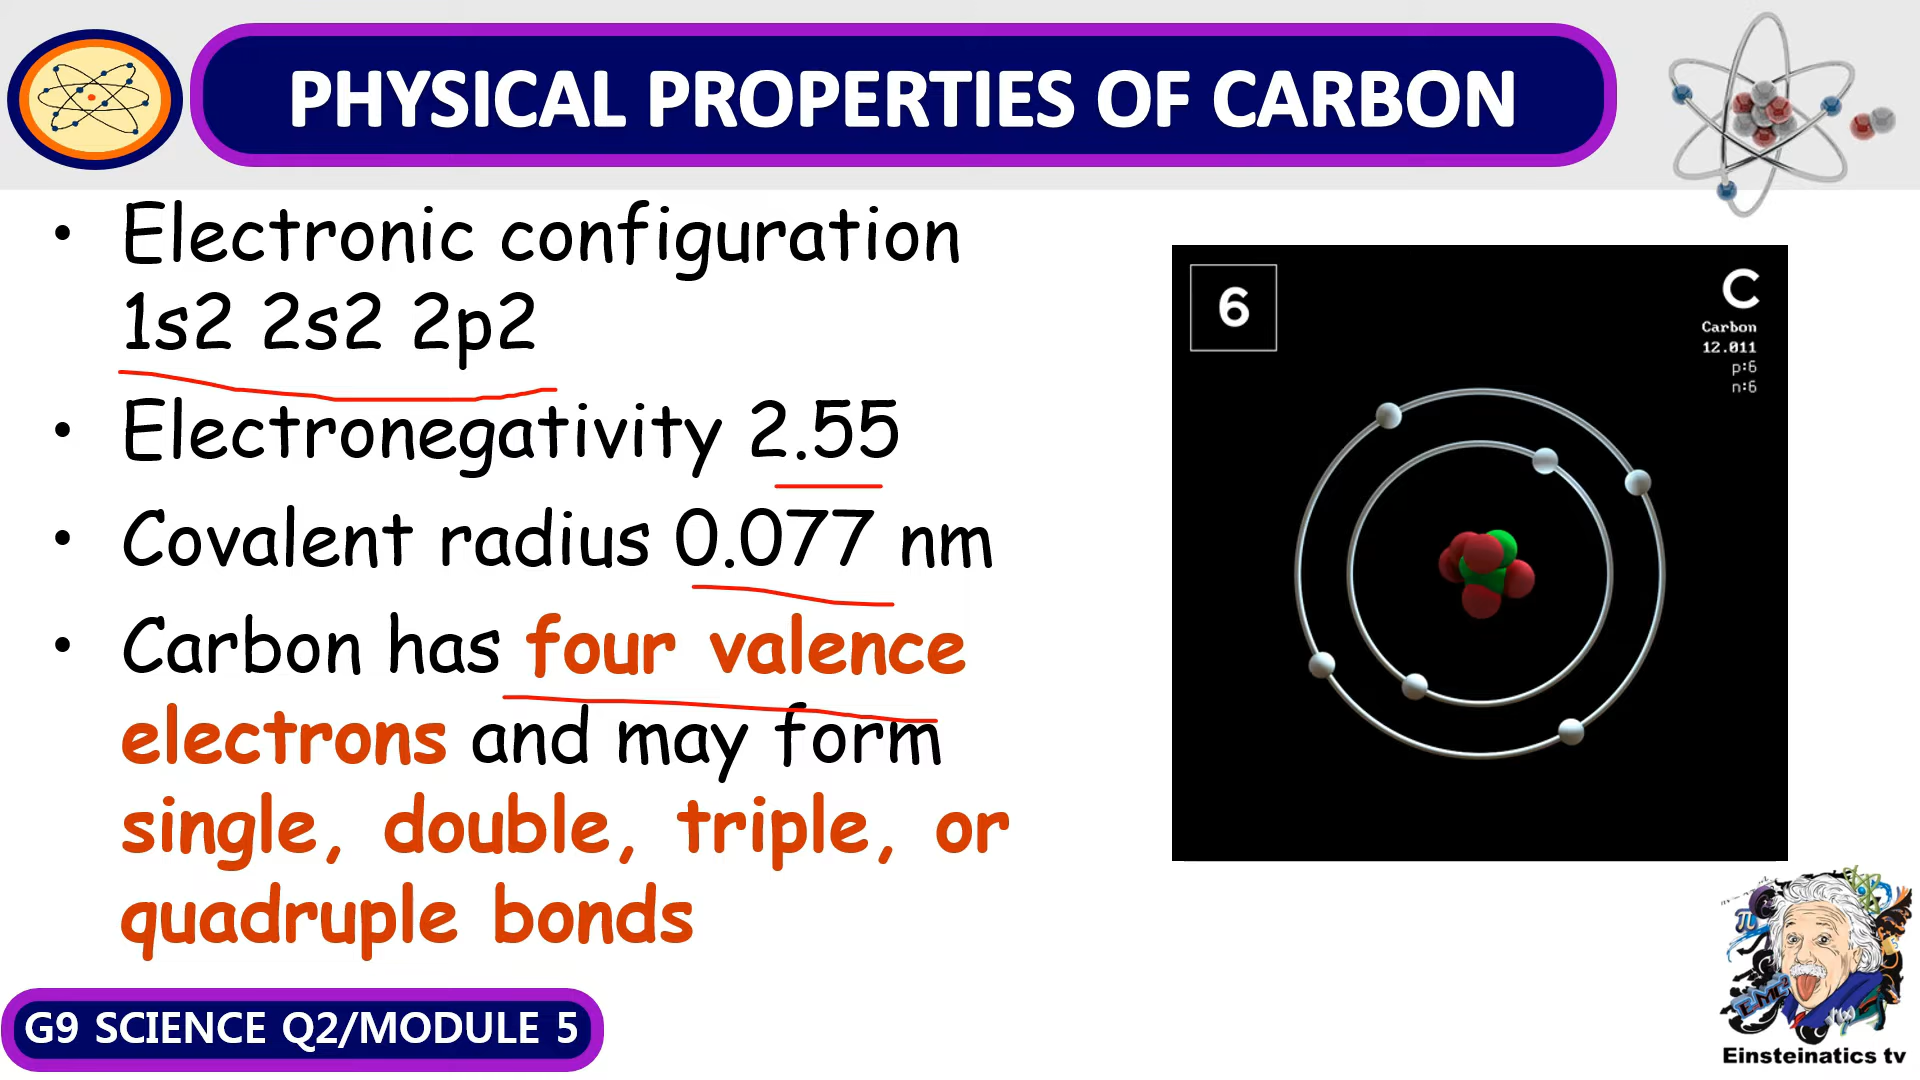 PHYSICAL PROPERTIES OF CARBON
• Electronic configuration
1s2 2s2 2p2
• Electronegativity 2.55
• Covalent radius 0.077 nm
• Carbon has four valence
electrons and may form
single, double, triple, or
quadruple bonds
6
C
Carbon
12.011
p:6
n:6
G9 SCIENCE Q2/MODULE 5
π
Einsteinatics tv